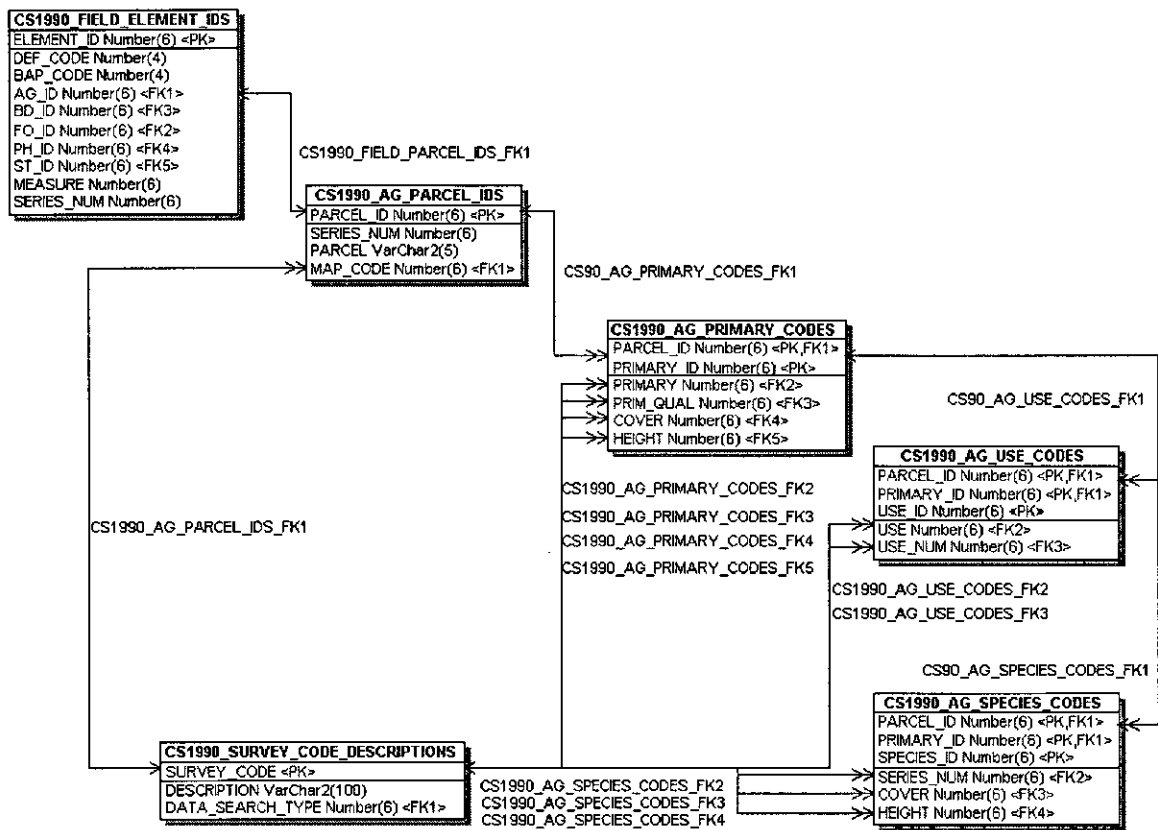 CS1990_FIELD_ELEMENT_IDS
ELEMENT_ID Number(6) <PK>
DEF_CODE Number(4)
BAP_CODE Number(4)
AG_ID Number(6) <FK1>
BD_ID Number(6) <FK3>
FO_ID Number(6) <FK2>
PH_ID Number(6) <FK4>
ST_ID Number(6) <FK5>
MEASURE Number(6)
SERIES_NUM Number(6)
CS1990_FIELD_PARCEL_IDS_FK1
CS1990_AG_PARCEL_IDS
PARCEL_ID Number(6) <PK>
SERIES_NUM Number(6)
PARCEL VarChar2(5)
MAP_CODE Number(6) <FK1>
CS90_AG_PRIMARY_CODES_FK1
CS1990_AG_PRIMARY_CODES
PARCEL_ID Number(6) <PK,FK1>
PRIMARY_ID Number(6) <PK>
PRIMARY Number(6) <FK2>
PRIM_QUAL Number(6) <FK3>
COVER Number(6) <FK4>
HEIGHT Number(6) <FK5>
CS90_AG_USE_CODES_FK1
CS1990_AG_USE_CODES
PARCEL_ID Number(6) <PK,FK1>
PRIMARY_ID Number(6) <PK,FK1>
USE_ID Number(6) <PK>
USE Number(6) <FK2>
USE_NUM Number(6) <FK3>
CS1990_AG_PRIMARY_CODES_FK2
CS1990_AG_PRIMARY_CODES_FK3
CS1990_AG_PRIMARY_CODES_FK4
CS1990_AG_PRIMARY_CODES_FK5
CS1990_AG_PARCEL_IDS_FK1
CS1990_AG_USE_CODES_FK2
CS1990_AG_USE_CODES_FK3
CS90_AG_SPECIES_CODES_FK1
CS1990_AG_SPECIES_CODES
PARCEL_ID Number(6) <PK,FK1>
PRIMARY_ID Number(6) <PK,FK1>
SPECIES_ID Number(6) <PK>
SERIES_NUM Number(6) <FK2>
COVER Number(6) <FK3>
HEIGHT Number(6) <FK4>
CS1990_SURVEY_CODE_DESCRIPTIONS
SURVEY_CODE <PK>
DESCRIPTION VarChar2(100)
DATA_SEARCH_TYPE Number(6) <FK1>
CS1990_AG_SPECIES_CODES_FK2
CS1990_AG_SPECIES_CODES_FK3
CS1990_AG_SPECIES_CODES_FK4